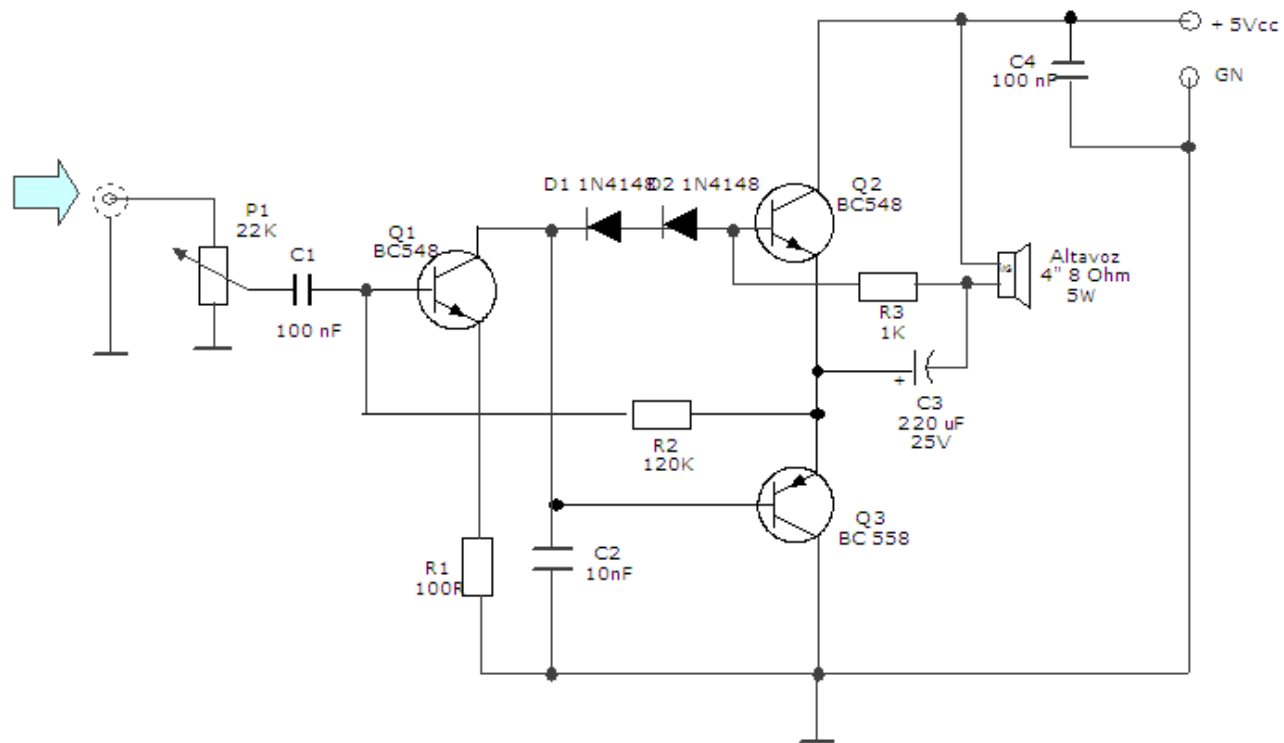 + 5Vcc
C4
100 nF
GN
D1 1N4148
D2 1N4148
Q2
BC548
P1
22K
Q1
BC548
C1
100 nF
Altavoz
4" 8 Ohm
5W
R3
1K
+
C3
220 uF
25V
R2
120K
Q3
BC 558
R1
100R
C2
10nF